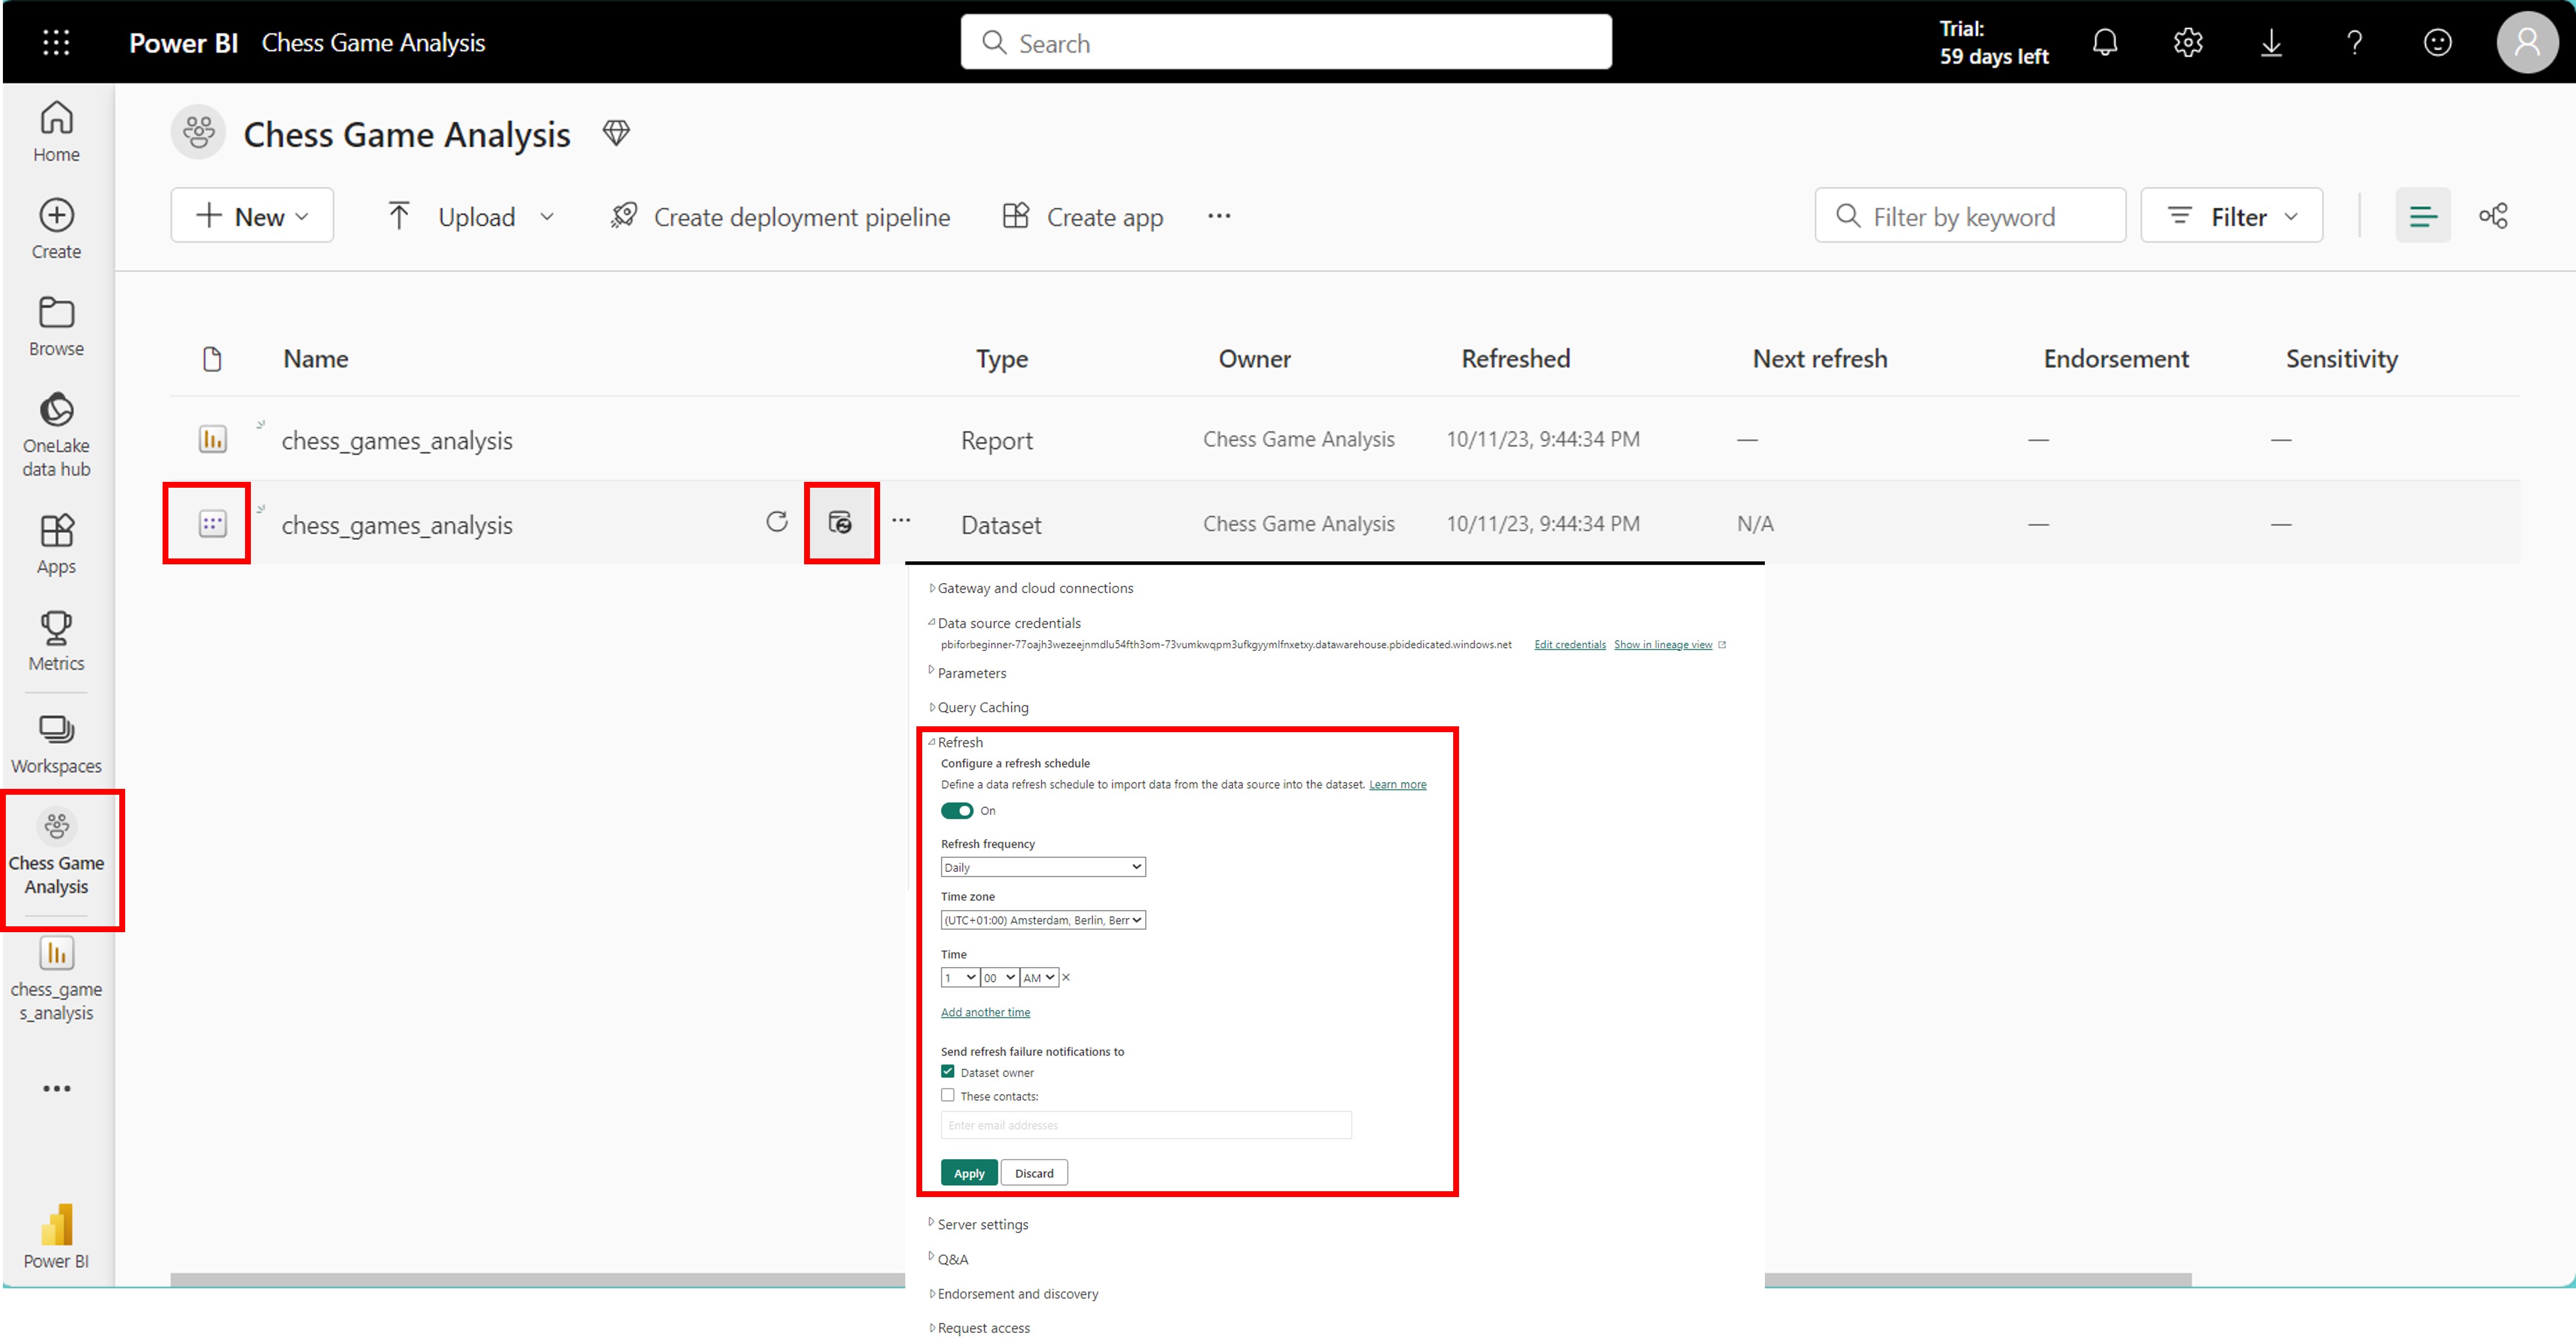 Power BI Chess Game Analysis
Search
Trial:
59 days left
Home
Create
Browse
OneLake
data hub
Apps
Metrics
Workspaces
Chess Game
Analysis
chess_game
s_analysis
Power BI
Chess Game Analysis
New
Upload
Create deployment pipeline
Create app
Filter by keyword
Filter
Name Type Owner Refreshed Next refresh Endorsement Sensitivity
chess_games_analysis Report Chess Game Analysis 10/11/23, 9:44:34 PM — — —
chess_games_analysis Dataset Chess Game Analysis 10/11/23, 9:44:34 PM N/A — —
Gateway and cloud connections
Data source credentials
pbiforbeginner-77oajh3wezeejnmdlu54fth3om-73vumkwqpm3ufkgyymlfnxetxy.datawarehouse.pbidedicated.windows.net Edit credentials Show in lineage view
Parameters
Query Caching
Refresh
Configure a refresh schedule
Define a data refresh schedule to import data from the data source into the dataset. Learn more
On
Refresh frequency
Daily
Time zone
(UTC+01:00) Amsterdam, Berlin, Berr
Time
1 00 AM
Add another time
Send refresh failure notifications to
Dataset owner
These contacts:
Enter email addresses
Apply Discard
Server settings
Q&A
Endorsement and discovery
Request access